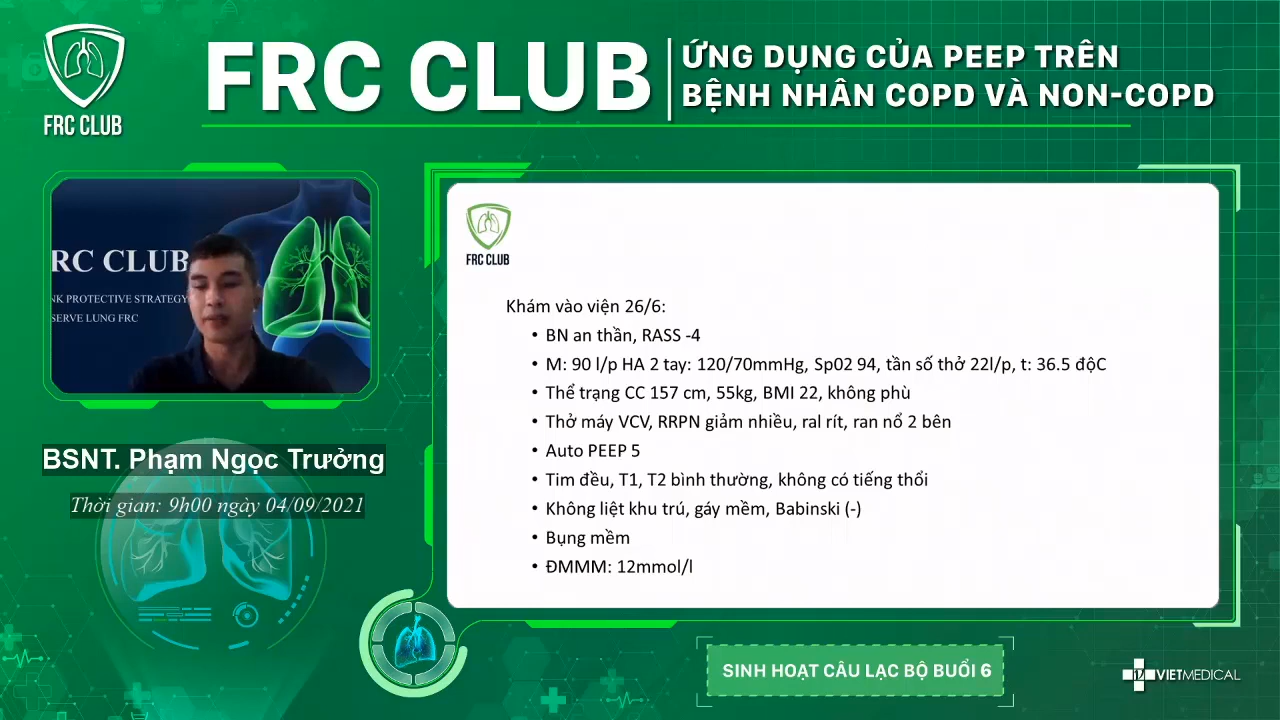 FRC CLUB
FRC CLUB
ỨNG DỤNG CỦA PEEP TRÊN
BỆNH NHÂN COPD VÀ NON-COPD
RC CLUB
NK PROTECTIVE STRATEGY
SERVE LUNG FRC
BSNT. Phạm Ngọc Trưởng
Thời gian: 9h00 ngày 04/09/2021
FRC CLUB
Khám vào viện 26/6:
• BN an thần, RASS -4
• M: 90 l/p HA 2 tay: 120/70mmHg, Sp02 94, tần số thở 22l/p, t: 36.5 độC
• Thể trạng CC 157 cm, 55kg, BMI 22, không phù
• Thở máy VCV, RRPN giảm nhiều, ral rít, ran nổ 2 bên
• Auto PEEP 5
• Tim đều, T1, T2 bình thường, không có tiếng thổi
• Không liệt khu trú, gáy mềm, Babinski (-)
• Bụng mềm
• ĐMMM: 12mmol/l
SINH HOẠT CÂU LẠC BỘ BUỔI 6
VIETMEDICAL